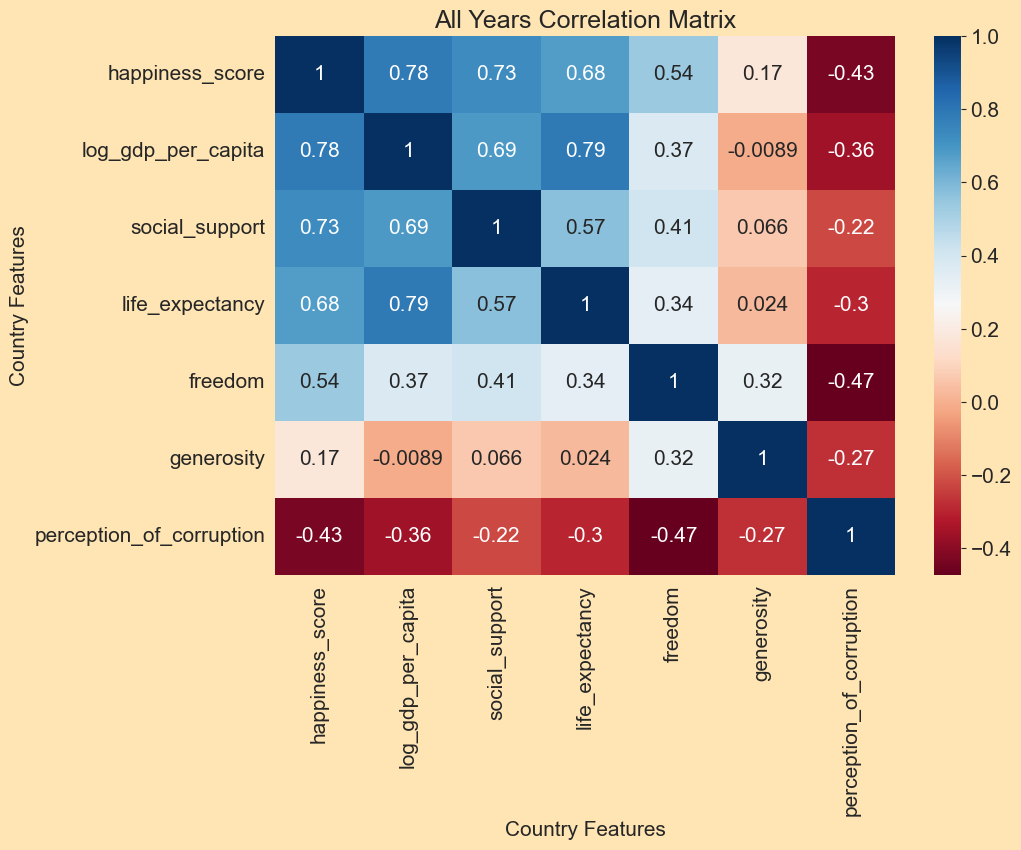 All Years Correlation Matrix
Country Features
happiness_score 1 0.78 0.73 0.68 0.54 0.17 -0.43
log_gdp_per_capita 0.78 1 0.69 0.79 0.37 -0.0089 -0.36
social_support 0.73 0.69 1 0.57 0.41 0.066 -0.22
life_expectancy 0.68 0.79 0.57 1 0.34 0.024 -0.3
freedom 0.54 0.37 0.41 0.34 1 0.32 -0.47
generosity 0.17 -0.0089 0.066 0.024 0.32 1 -0.27
perception_of_corruption -0.43 -0.36 -0.22 -0.3 -0.47 -0.27 1
happiness_score
log_gdp_per_capita
social_support
life_expectancy
freedom
generosity
perception_of_corruption
Country Features
1.0
0.8
0.6
0.4
0.2
0.0
-0.2
-0.4